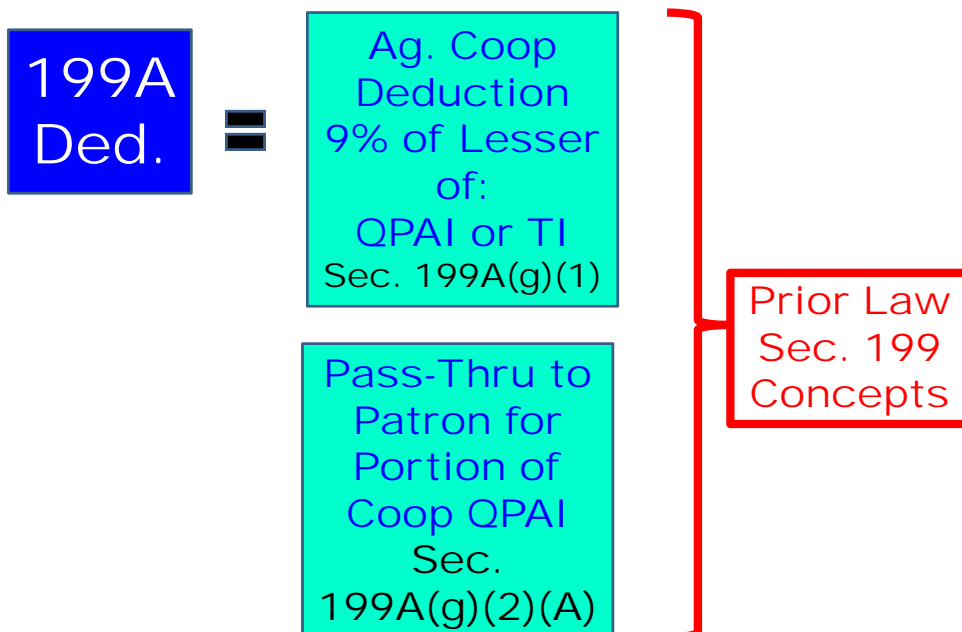 199A
Ded.
=
Ag. Coop
Deduction
9% of Lesser
of:
QPAI or TI
Sec. 199A(g)(1)
Pass-Thru to
Patron for
Portion of
Coop QPAI
Sec.
199A(g)(2)(A)
Prior Law
Sec. 199
Concepts